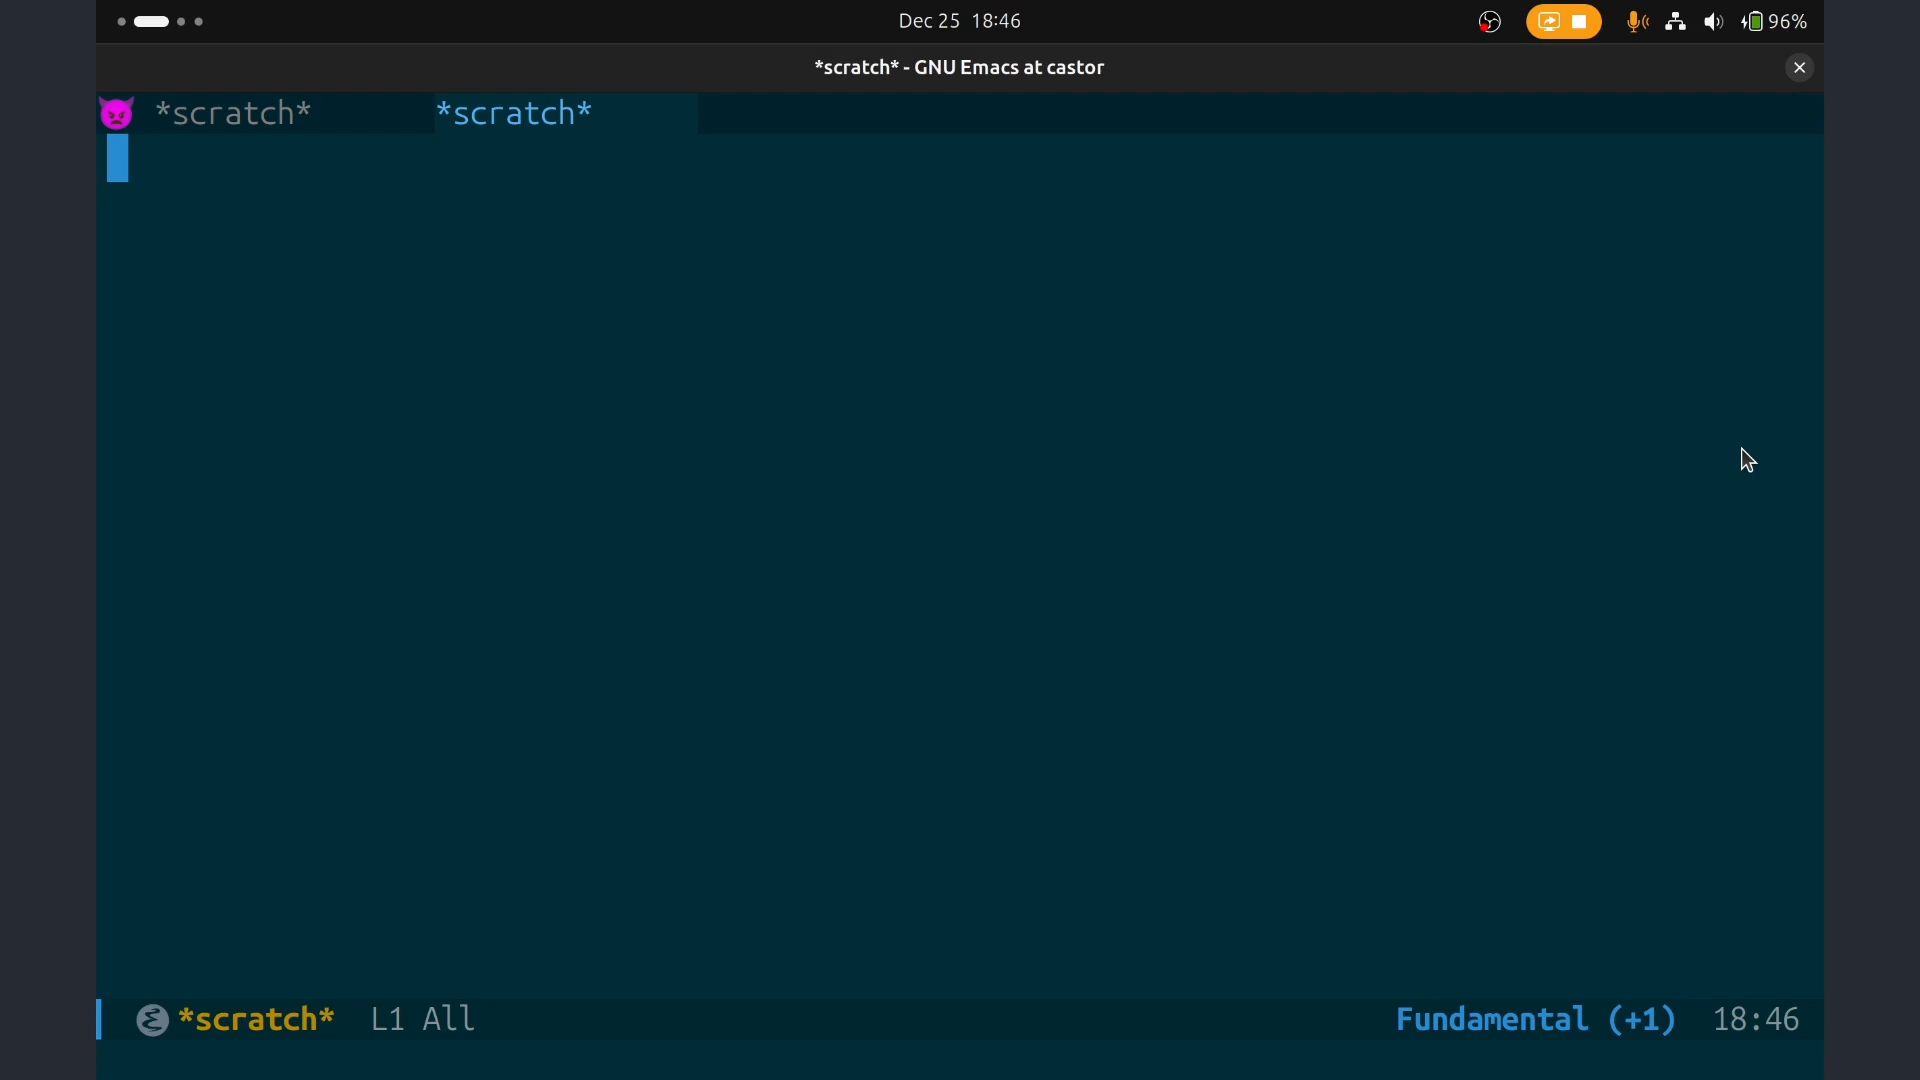 Dec 25 18:46
96%
*scratch* - GNU Emacs at castor
*scratch* *scratch*
*scratch* L1 All Fundamental (+1) 18:46